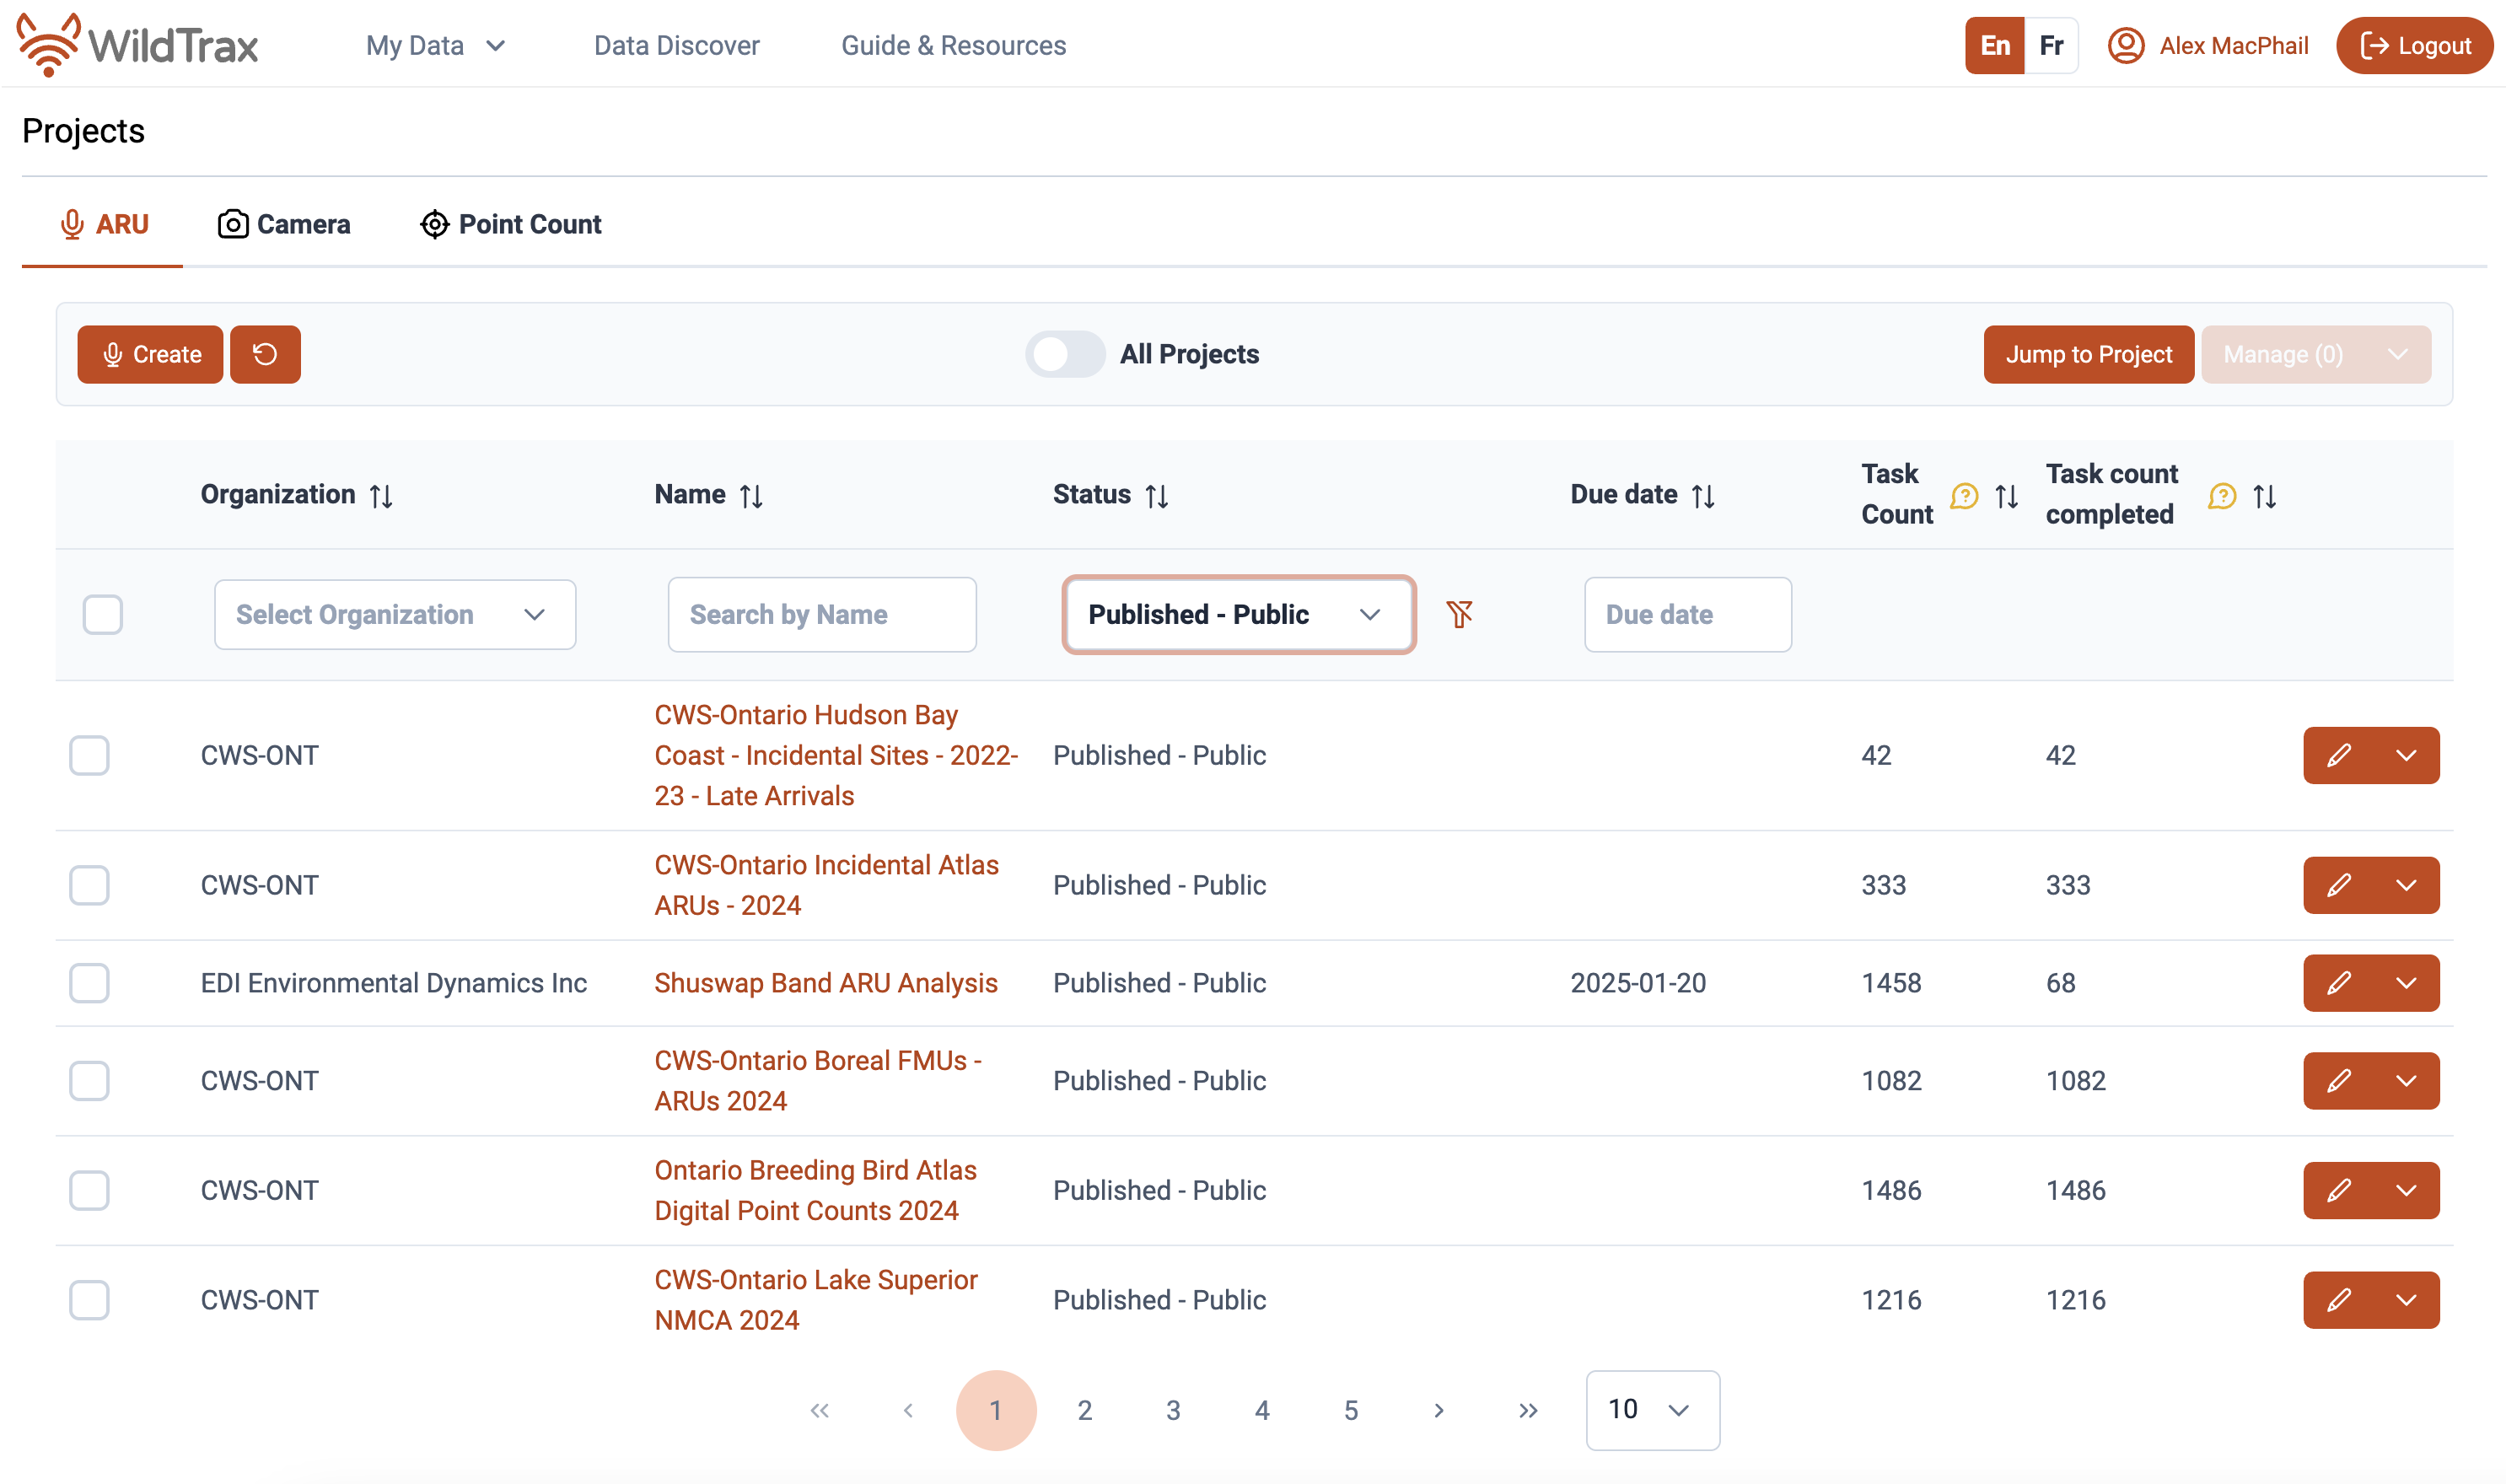 WildTrax
My Data
Data Discover
Guide & Resources
En
Fr
Alex MacPhail
Logout
Projects
ARU
Camera
Point Count
Create
All Projects
Jump to Project
Manage (0)
Organization
Name
Status
Due date
Task
Count
Task count
completed
Select Organization
Search by Name
Published - Public
Due date
CWS-ONT
CWS-Ontario Hudson Bay
Coast - Incidental Sites - 2022-
23 - Late Arrivals
Published - Public
42
42
CWS-ONT
CWS-Ontario Incidental Atlas
ARUs - 2024
Published - Public
333
333
EDI Environmental Dynamics Inc
Shuswap Band ARU Analysis
Published - Public
2025-01-20
1458
68
CWS-ONT
CWS-Ontario Boreal FMUs -
ARUs 2024
Published - Public
1082
1082
CWS-ONT
Ontario Breeding Bird Atlas
Digital Point Counts 2024
Published - Public
1486
1486
CWS-ONT
CWS-Ontario Lake Superior
NMCA 2024
Published - Public
1216
1216
« ‹ 1 2 3 4 5 › »
10